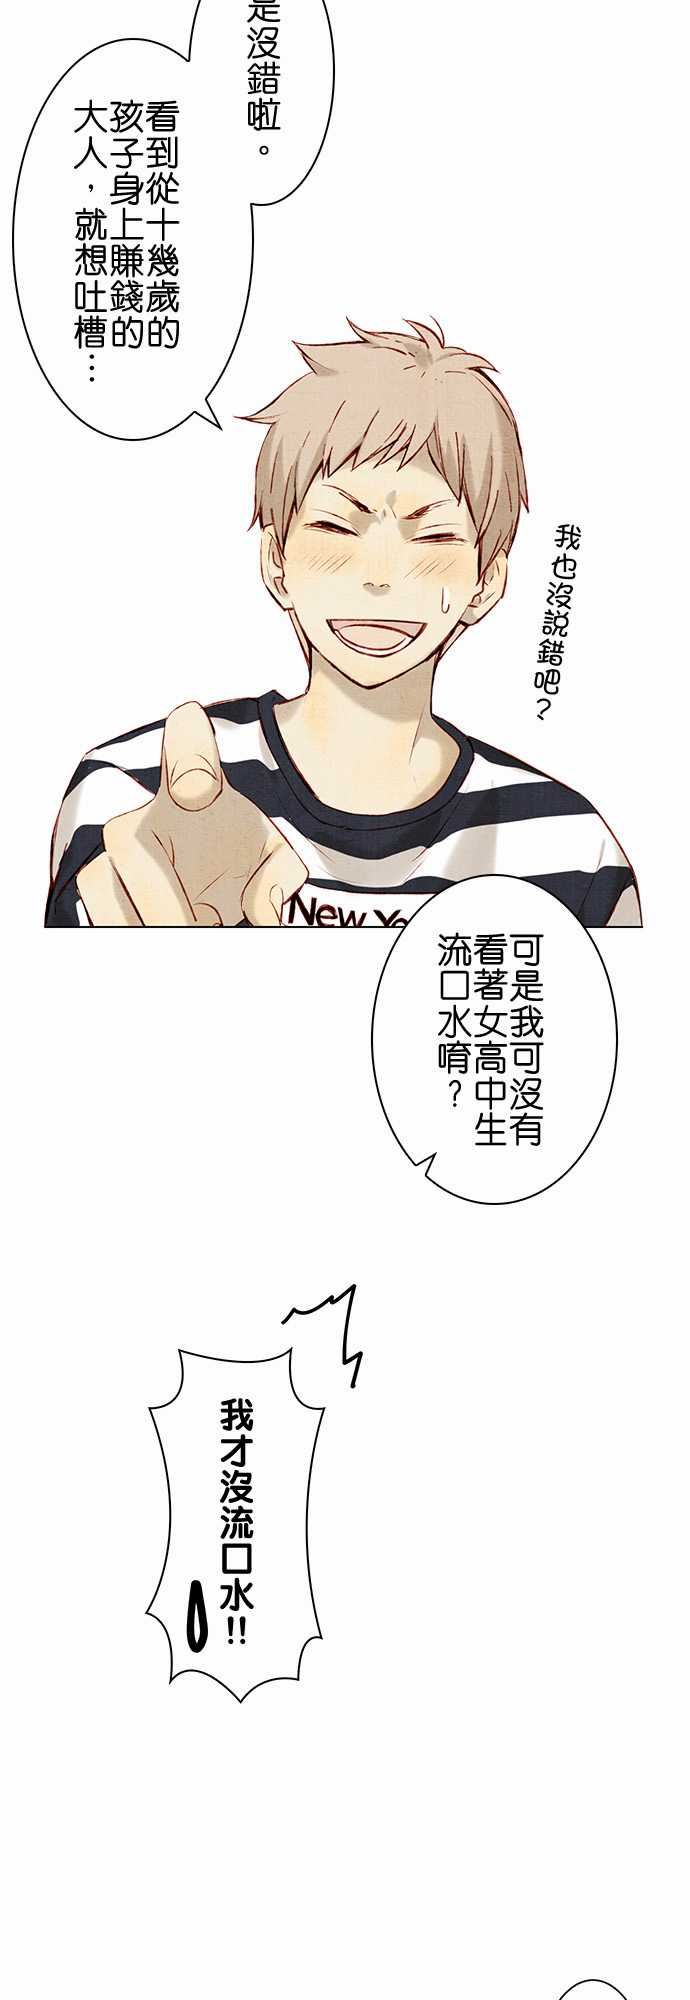 是沒錯啦。
看到從十幾歲的
孩子身上賺錢的
大人，就想吐槽…
我也沒說錯吧？
New Yo
可是我可沒有
看著女高中生
流口水唷？
我才沒流口水!!